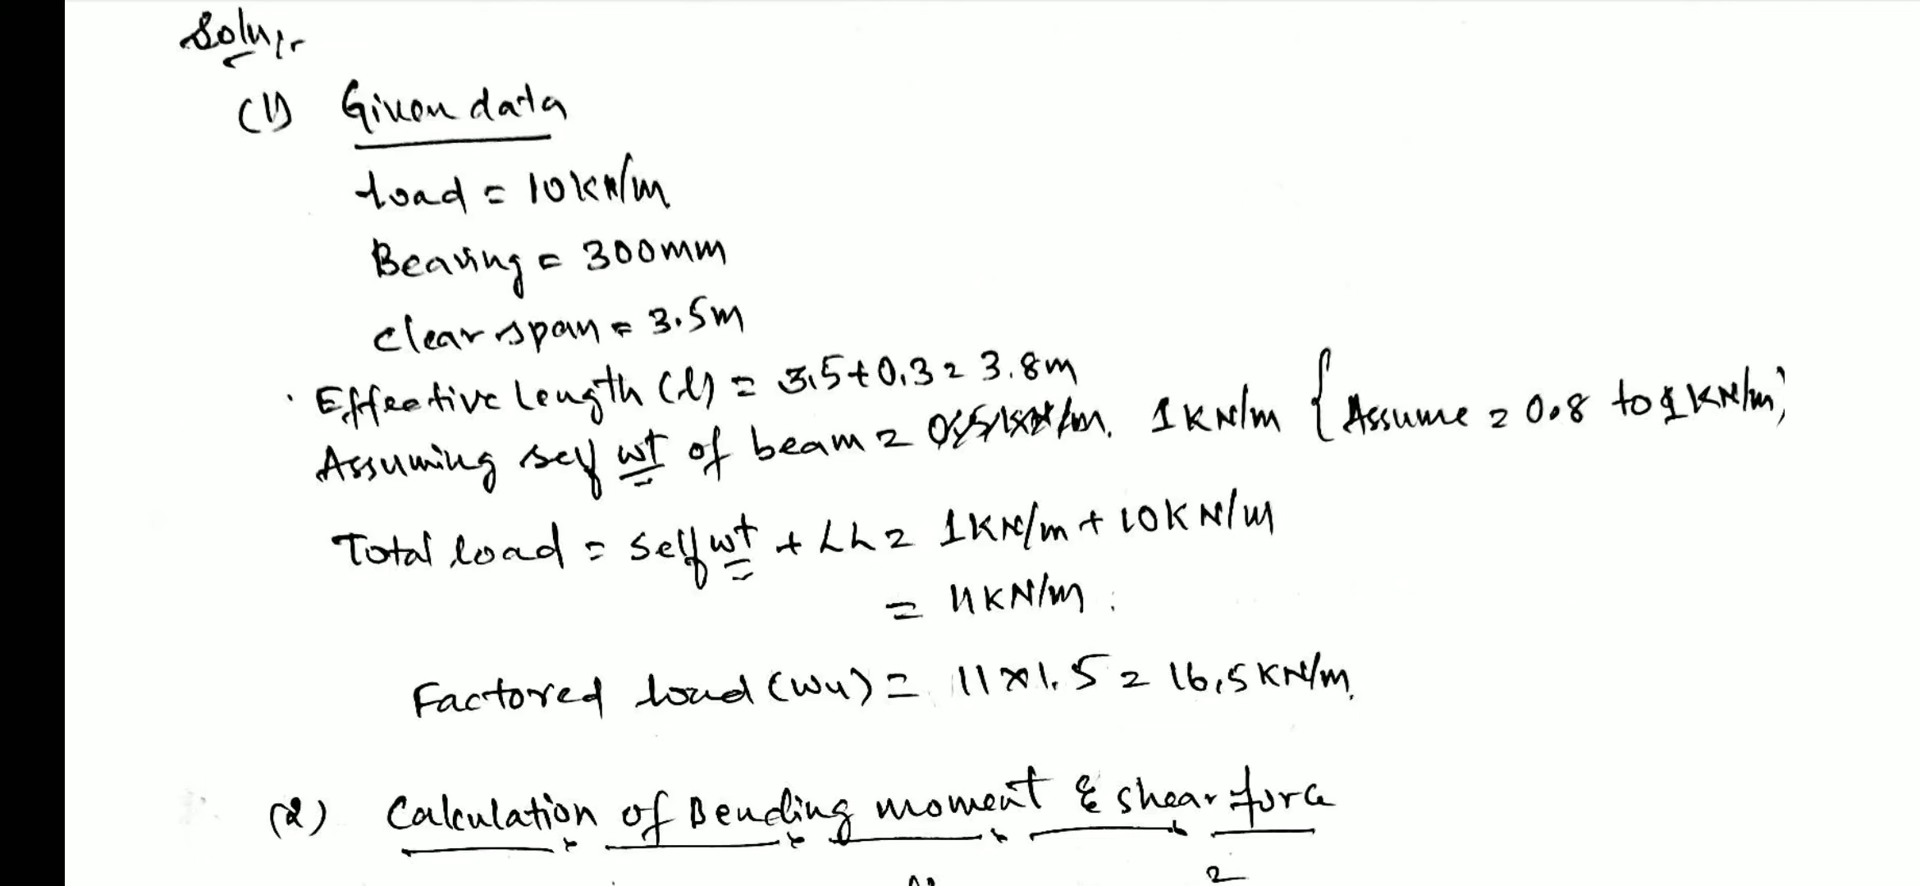 Soln:-
(1) Given data
load = 10KN/m
Bearing = 300mm
clear span = 3.5m
Effective length (l) = 3.5+0.3 = 3.8m
Assuming self wt of beam = 1KN/m { Assume = 0.8 to 1KN/m}
Total load = self wt + LL = 1KN/m + 10KN/m
= 11KN/m.
Factored load (wu) = 11×1.5 = 16.5KN/m.
(2) Calculation of Bending moment & shear force
2